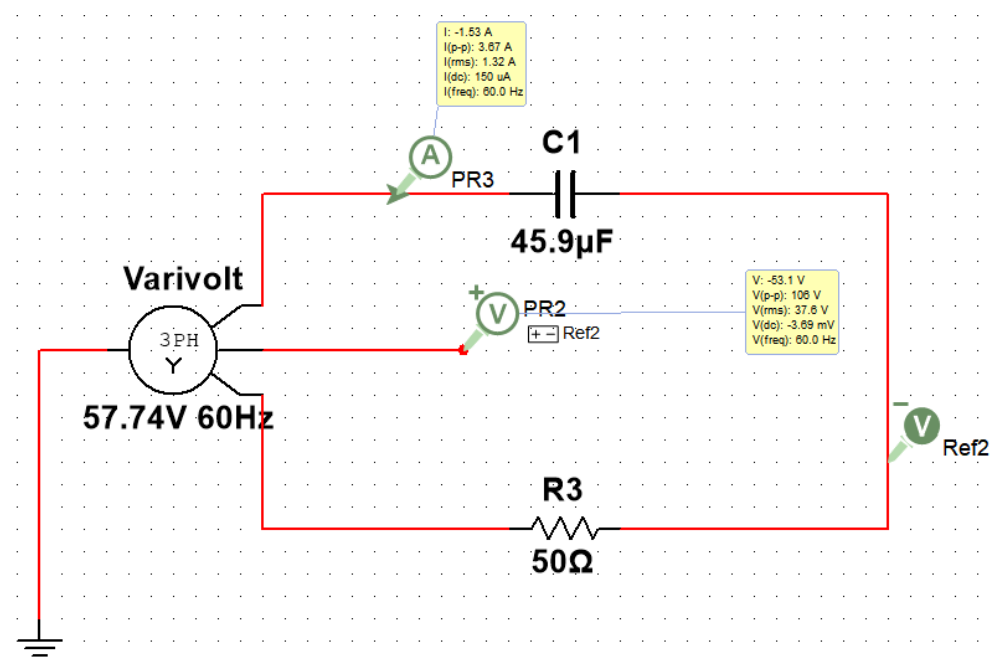 I: -1.53 A
I(p-p): 3.67 A
I(rms): 1.32 A
I(dc): 150 uA
I(freq): 60.0 Hz
A
PR3
C1
45.9µF
Varivolt
3PH
Y
57.74V 60Hz
+
V
PR2
+ -
Ref2
V: -53.1 V
V(p-p): 106 V
V(rms): 37.6 V
V(dc): -3.69 mV
V(freq): 60.0 Hz
V
Ref2
R3
50Ω